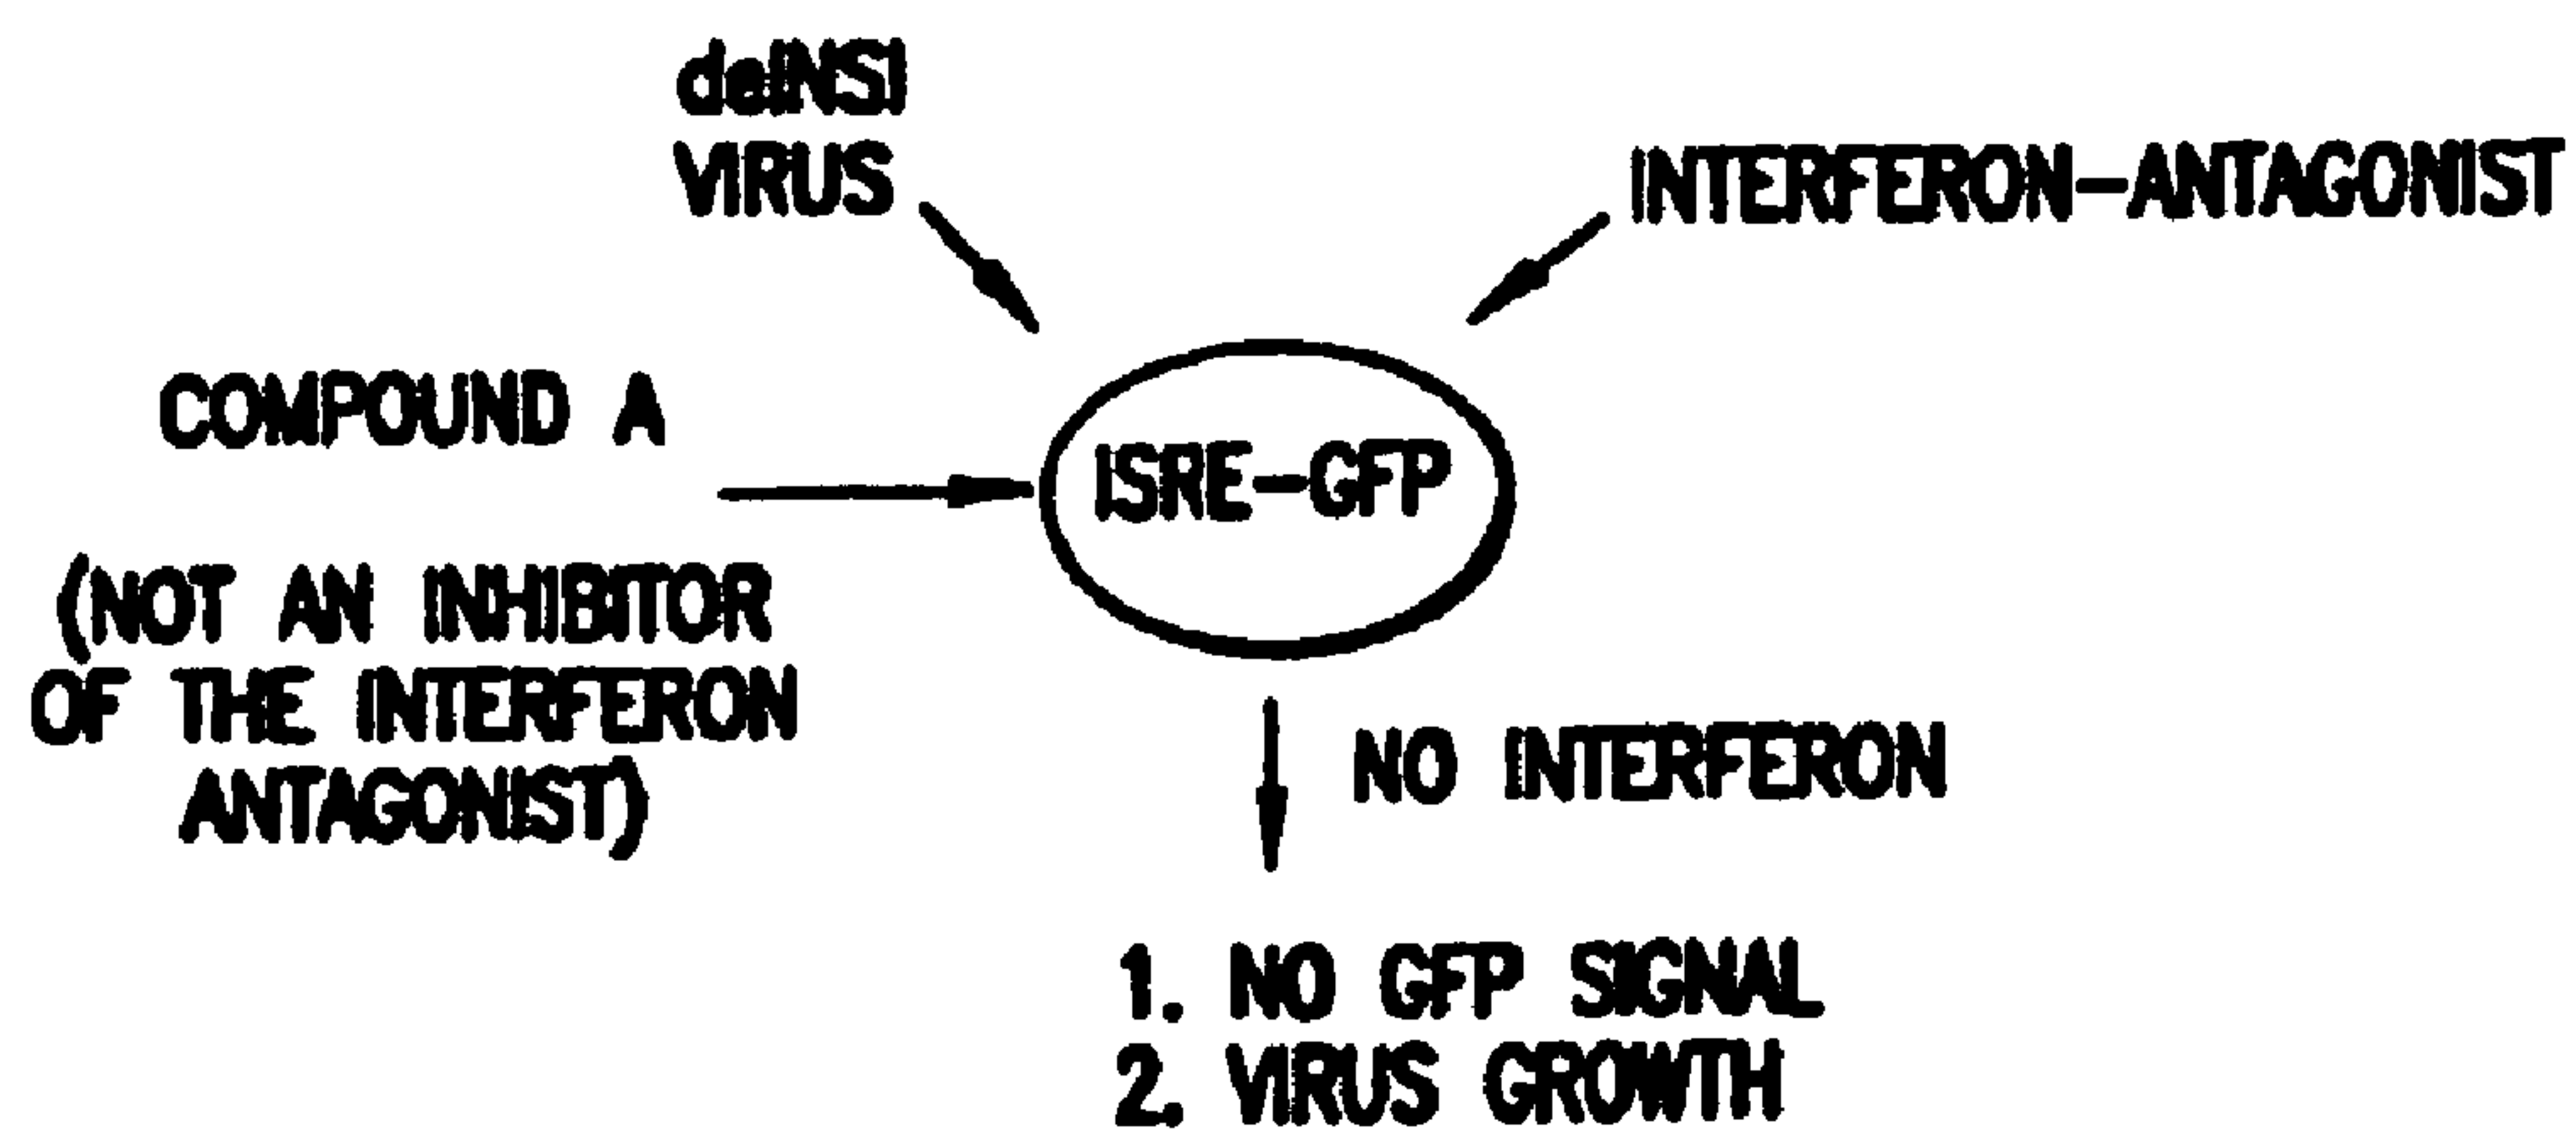 delNS1
VIRUS
INTERFERON-ANTAGONIST
COMPOUND A
ISRE-GFP
(NOT AN INHIBITOR
OF THE INTERFERON
ANTAGONIST)
NO INTERFERON
1. NO GFP SIGNAL
2. VIRUS GROWTH